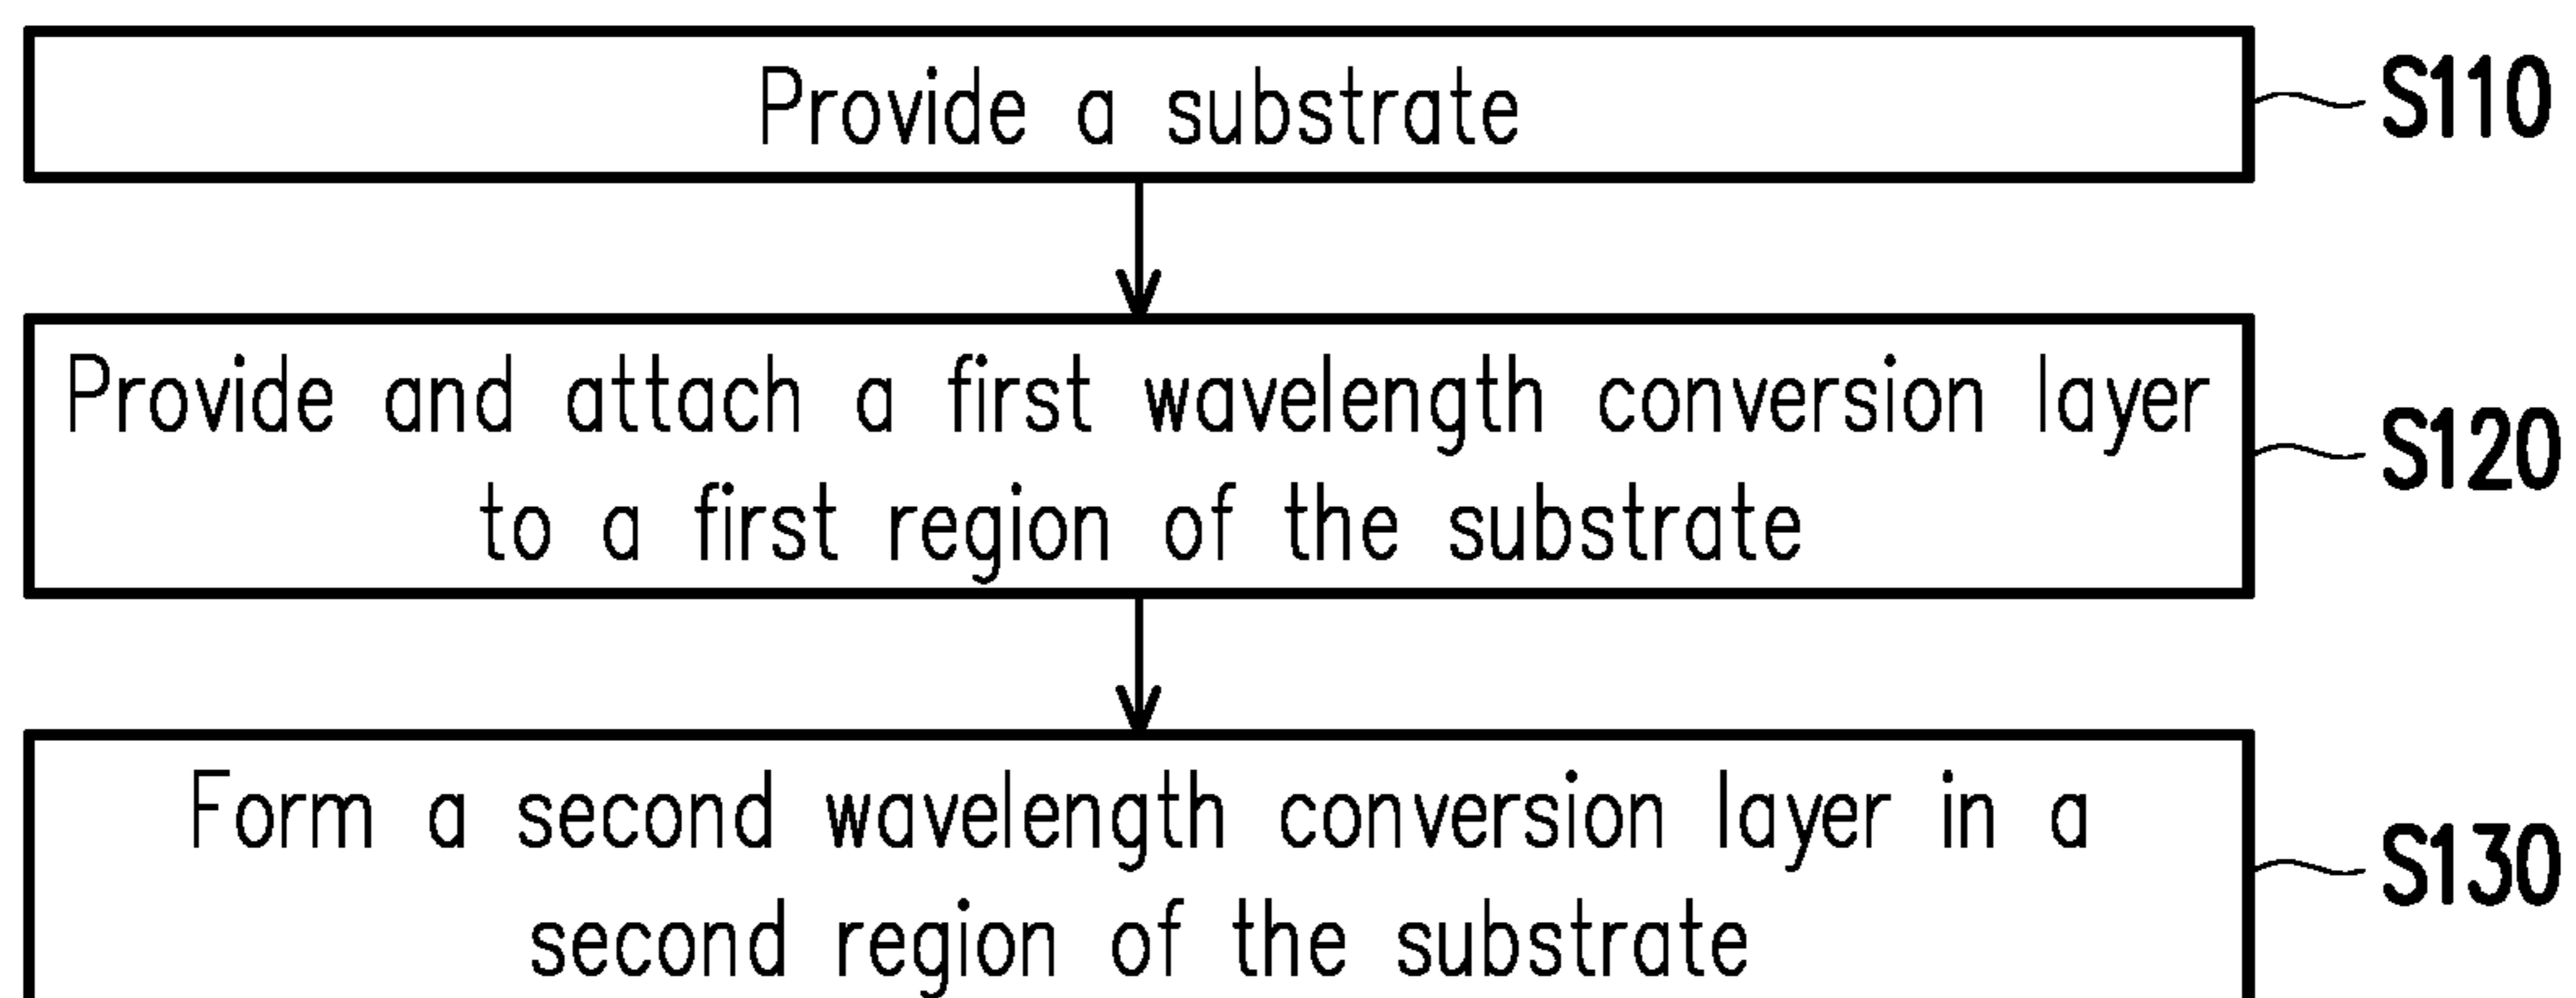 Provide a substrate
S110
Provide and attach a first wavelength conversion layer
to a first region of the substrate
S120
Form a second wavelength conversion layer in a
second region of the substrate
S130